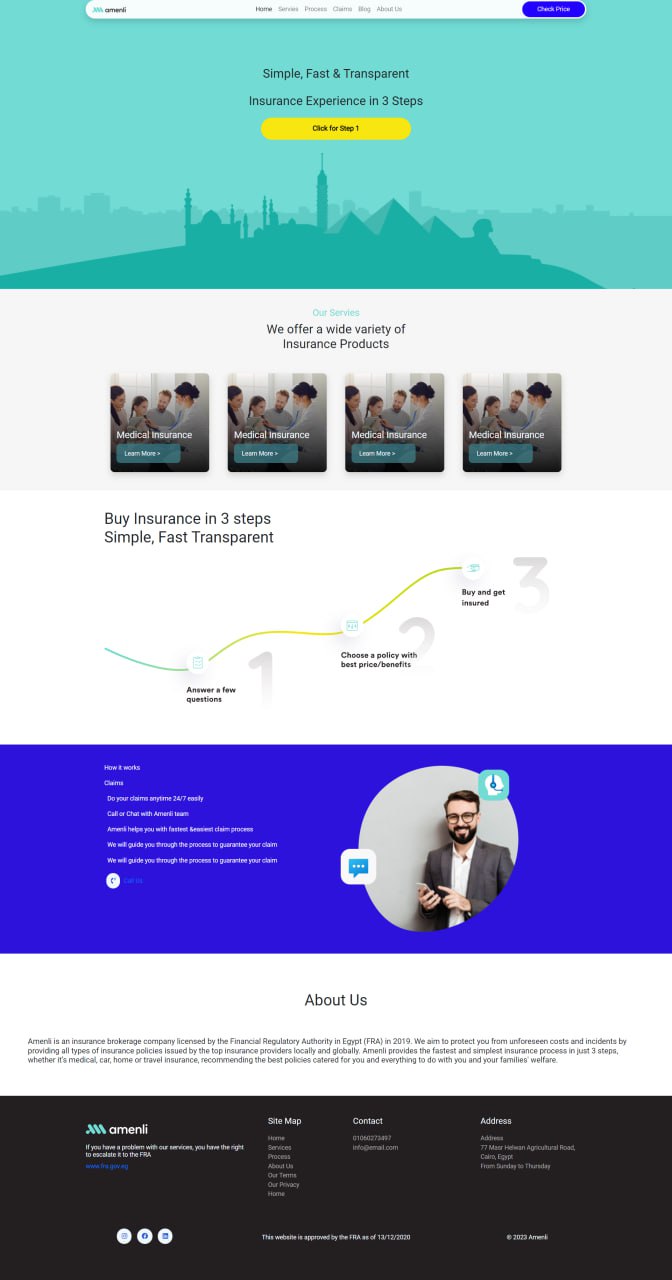 amenli
Home Servies Process Claims Blog About Us
Check Price
Simple, Fast & Transparent
Insurance Experience in 3 Steps
Click for Step 1
Our Servies
We offer a wide variety of
Insurance Products
Medical Insurance
Learn More >
Medical Insurance
Learn More >
Medical Insurance
Learn More >
Medical Insurance
Learn More >
Buy Insurance in 3 steps
Simple, Fast Transparent
1
Answer a few
questions
2
Choose a policy with
best price/benefits
3
Buy and get
insured
How it works
Claims
Do your claims anytime 24/7 easily
Call or Chat with Amenli team
Amenli helps you with fastest &easiest claim process
We will guide you through the process to guarantee your claim
We will guide you through the process to guarantee your claim
Call Us
About Us
Amenli is an insurance brokerage company licensed by the Financial Regulatory Authority in Egypt (FRA) in 2019. We aim to protect you from unforeseen costs and incidents by
providing all types of insurance policies issued by the top insurance providers locally and globally. Amenli provides the fastest and simplest insurance process in just 3 steps,
whether it's medical, car, home or travel insurance, recommending the best policies catered for you and everything to do with you and your families' welfare.
amenli
If you have a problem with our services, you have the right
to escalate it to the FRA
www.fra.gov.eg
Site Map
Home
Services
Process
About Us
Our Terms
Our Privacy
Home
Contact
01060273497
info@email.com
Address
Address
77 Masr Helwan Agricultural Road,
Cairo, Egypt
From Sunday to Thursday
This website is approved by the FRA as of 13/12/2020
© 2023 Amenli